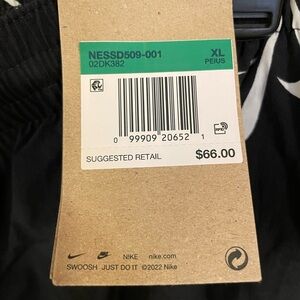 NESSD509-001 XL
02DK382 PEIUS
0 99909 20652 1
SUGGESTED RETAIL $66.00
NIKE nike.com
SWOOSH JUST DO IT ©2022 Nike